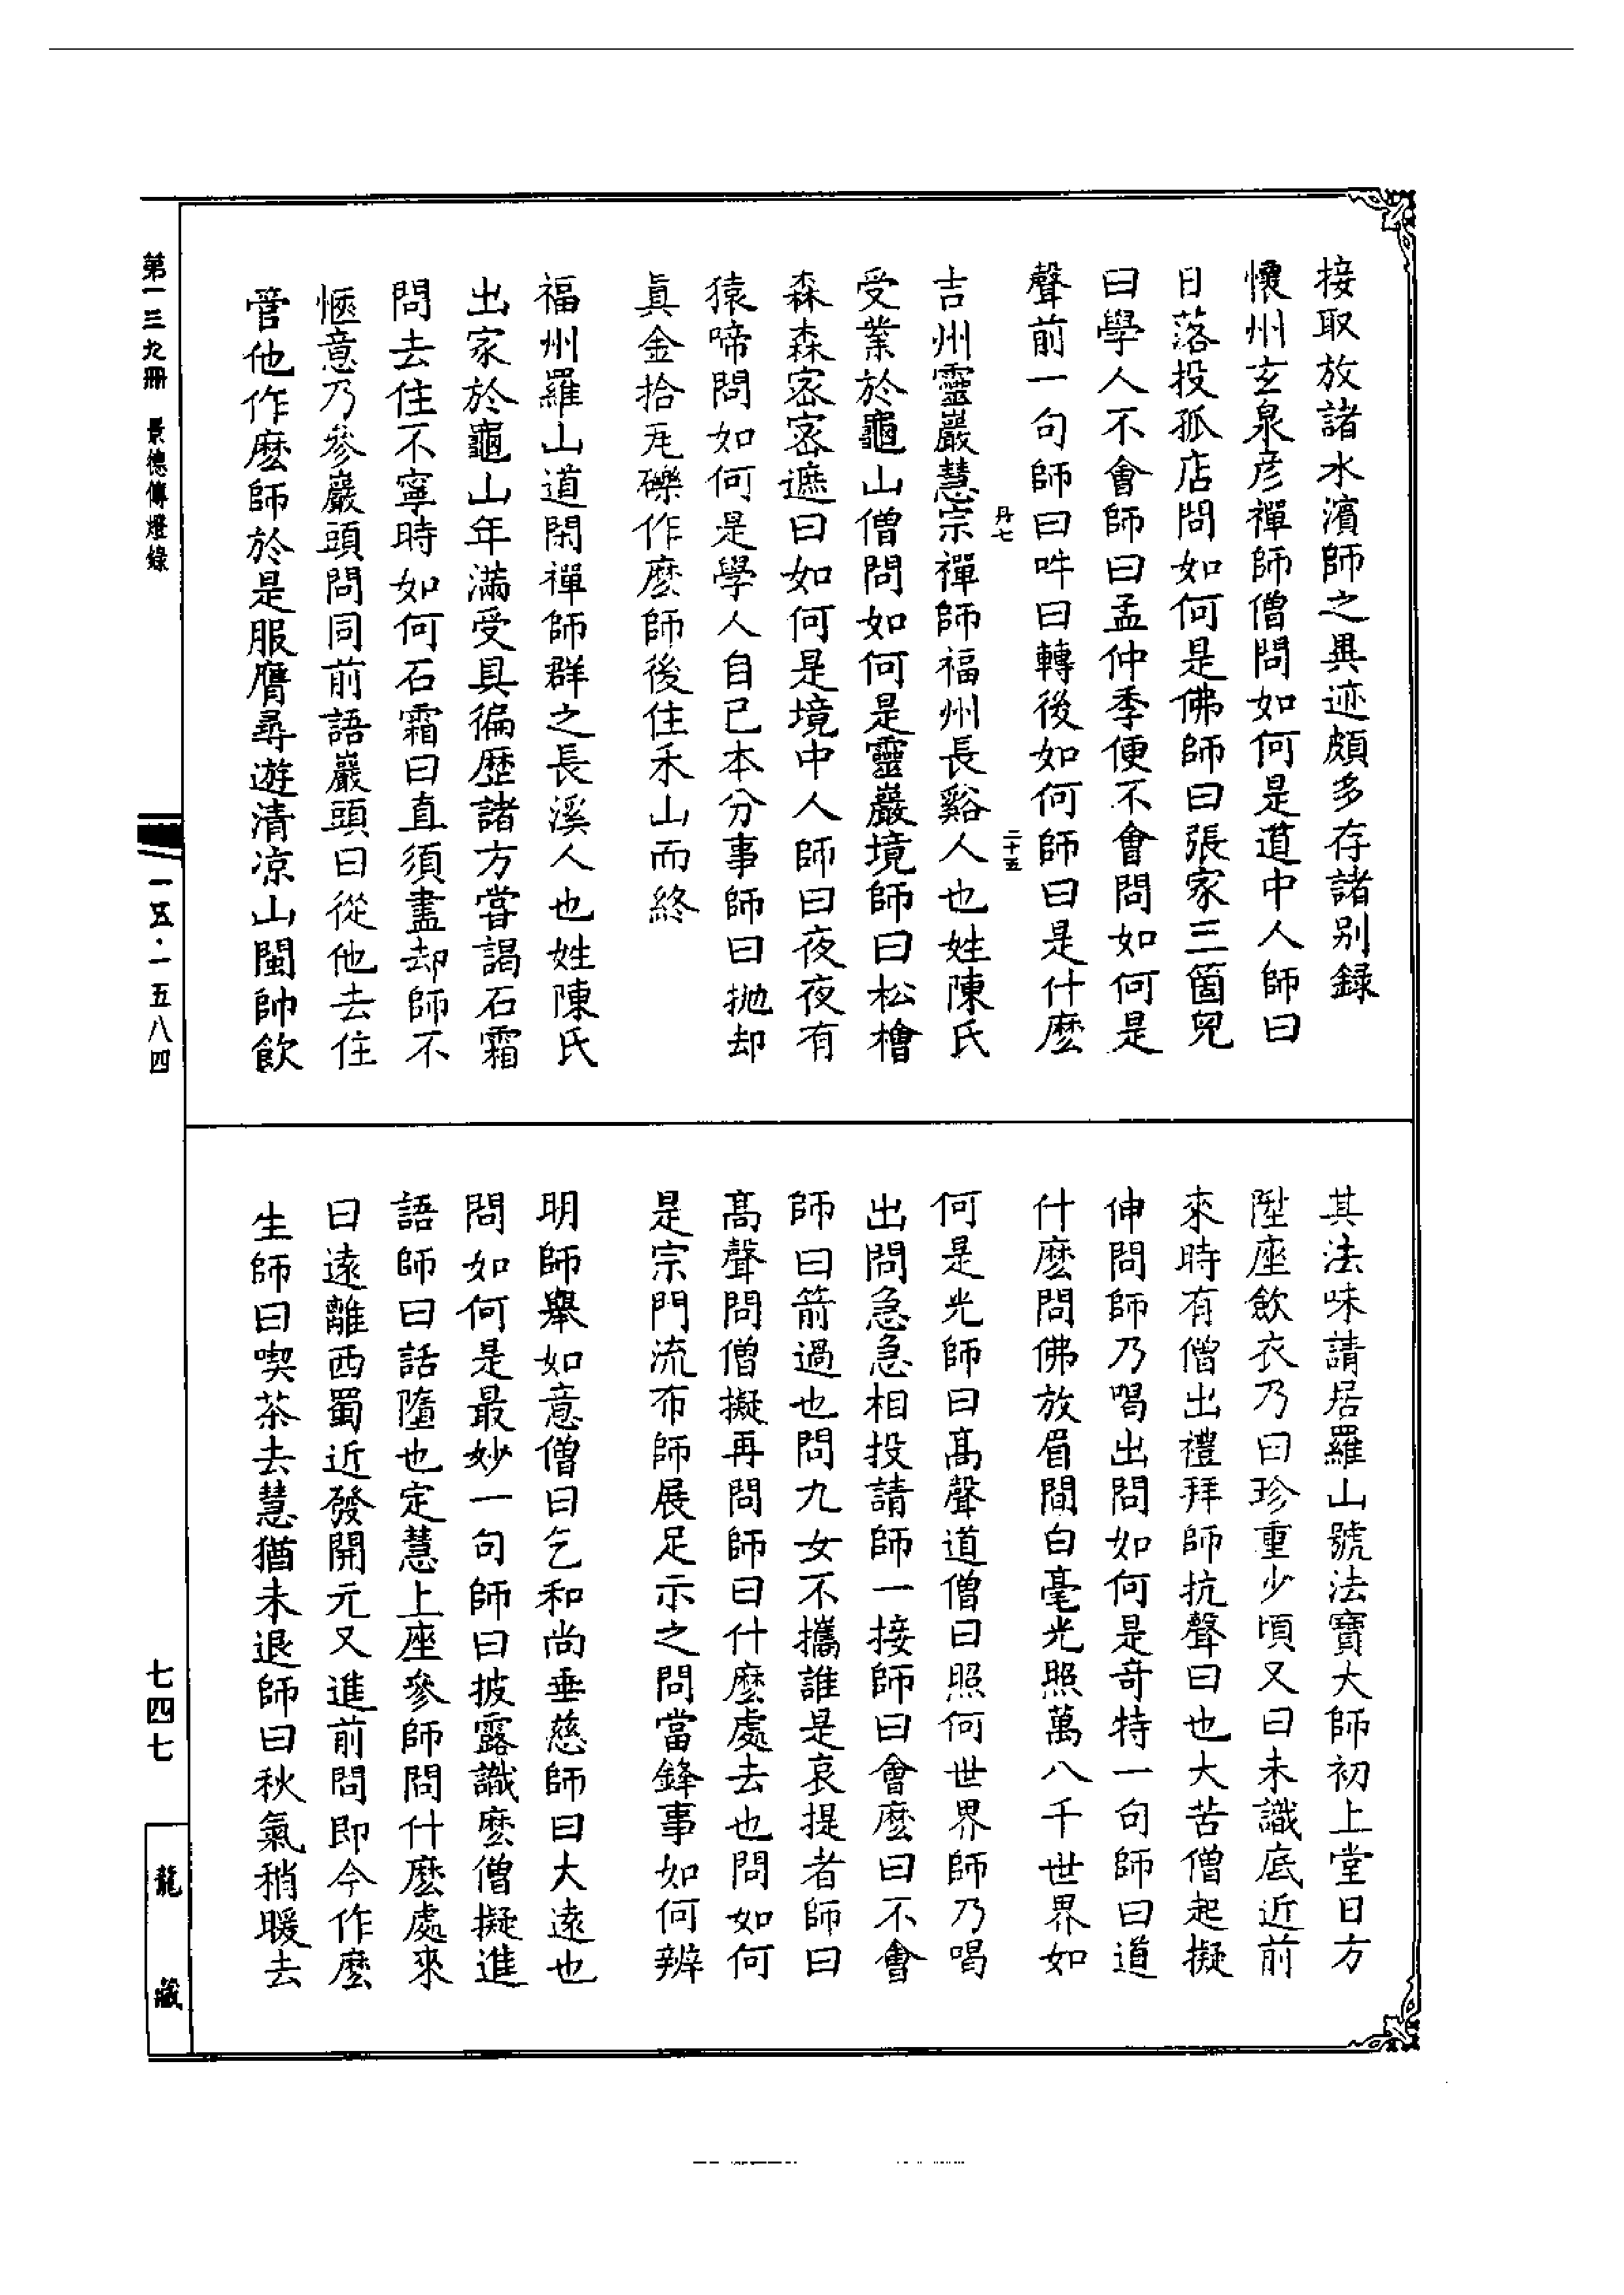 接取放諸水濱師之異迹頗多存諸别録
懷州玄泉彦禪師僧問如何是道中人師曰
日落投孤店問如何是佛師曰張家三箇兒
曰學人不會師曰孟仲季便不會問如何是
聲前一句師曰吽曰轉後如何師曰是什麽
丹七
二十五
吉州靈巖慧宗禪師福州長谿人也姓陳氏
受業於龜山僧問如何是靈巖境師曰松檜
森森密密遮曰如何是境中人師曰夜夜有
猿啼問如何是學人自己本分事師曰拋却
眞金拾瓦礫作麽師後住禾山而終
福州羅山道閑禪師群之長溪人也姓陳氏
出家於龜山年滿受具徧歷諸方嘗謁石霜
問去住不寧時如何石霜曰直須盡却師不
愜意乃參巖頭問同前語巖頭曰從他去住
管他作麽師於是服膺尋遊清凉山閩帥飲
其法味請居羅山號法寶大師初上堂日方
陞座斂衣乃曰珍重少頃又曰未識底近前
來時有僧出禮拜師抗聲曰也大苦僧起擬
伸問師乃喝出問如何是奇特一句師曰道
什麽問佛放眉間白毫光照萬八千世界如
何是光師曰高聲道僧曰照何世界師乃喝
出問急急相投請師一接師曰會麽曰不會
師曰箭過也問九女不攜誰是哀提者師曰
高聲問僧擬再問師曰什麽處去也問如何
是宗門流布師展足示之問當鋒事如何辨
明師舉如意僧曰乞和尚垂慈師曰大遠也
問如何是最妙一句師曰披露識麽僧擬進
語師曰話墮也定慧上座參師問什麽處來
曰遠離西蜀近發開元又進前問即今作麽
生師曰喫茶去慧猶未退師曰秋氣稍暖去
第一三九冊 景德傳燈錄
一五·一五八四
七四七
龍藏